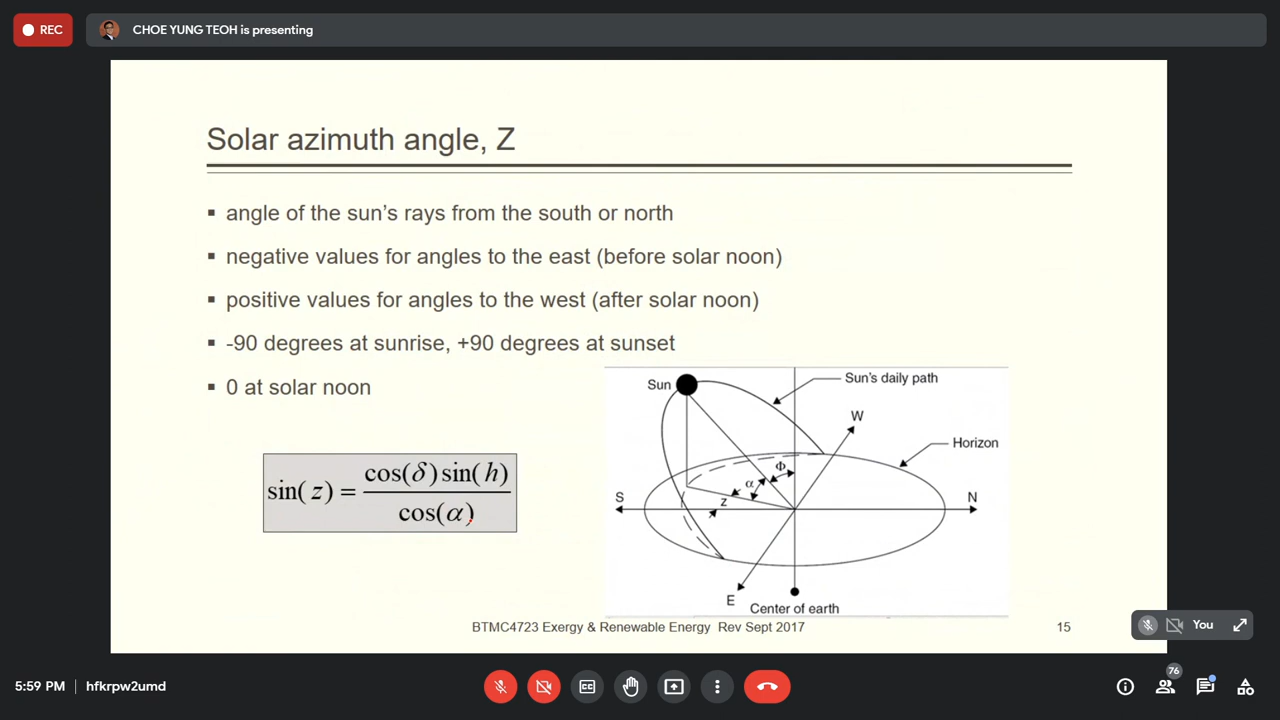 REC
CHOE YUNG TEOH is presenting
Solar azimuth angle, Z
▪ angle of the sun's rays from the south or north
▪ negative values for angles to the east (before solar noon)
▪ positive values for angles to the west (after solar noon)
▪ -90 degrees at sunrise, +90 degrees at sunset
▪ 0 at solar noon
sin(z) = cos(δ) sin(h) / cos(α)
Sun
Sun's daily path
W
Horizon
Φ
α
z
S
N
E
Center of earth
BTMC4723 Exergy & Renewable Energy Rev Sept 2017
15
You
5:59 PM | hfkrpw2umd
76